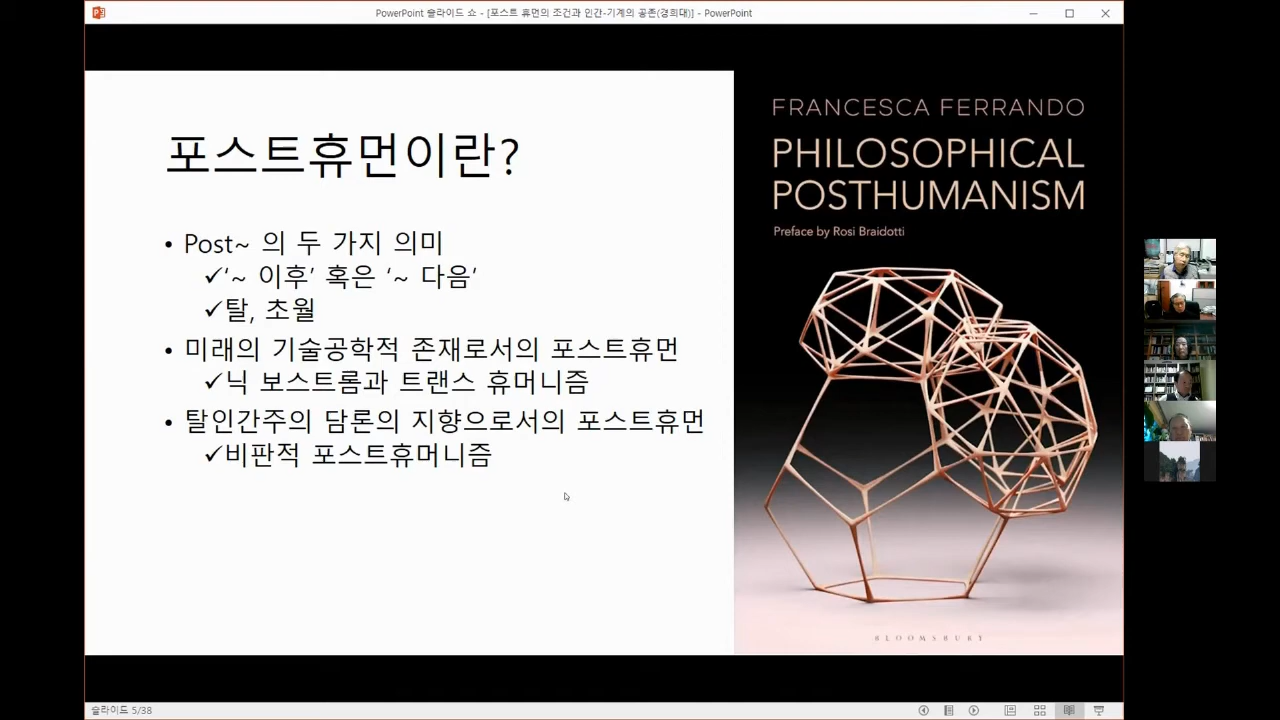 PowerPoint 슬라이드 쇼 - [포스트 휴먼의 조건과 인간-기계의 공존(경희대)] - PowerPoint
포스트휴먼이란?
• Post~ 의 두 가지 의미
✓‘~ 이후’ 혹은 ‘~ 다음’
✓탈, 초월
• 미래의 기술공학적 존재로서의 포스트휴먼
✓닉 보스트롬과 트랜스 휴머니즘
• 탈인간주의 담론의 지향으로서의 포스트휴먼
✓비판적 포스트휴머니즘
FRANCESCA FERRANDO
PHILOSOPHICAL
POSTHUMANISM
Preface by Rosi Braidotti
BLOOMSBURY
슬라이드 5/38